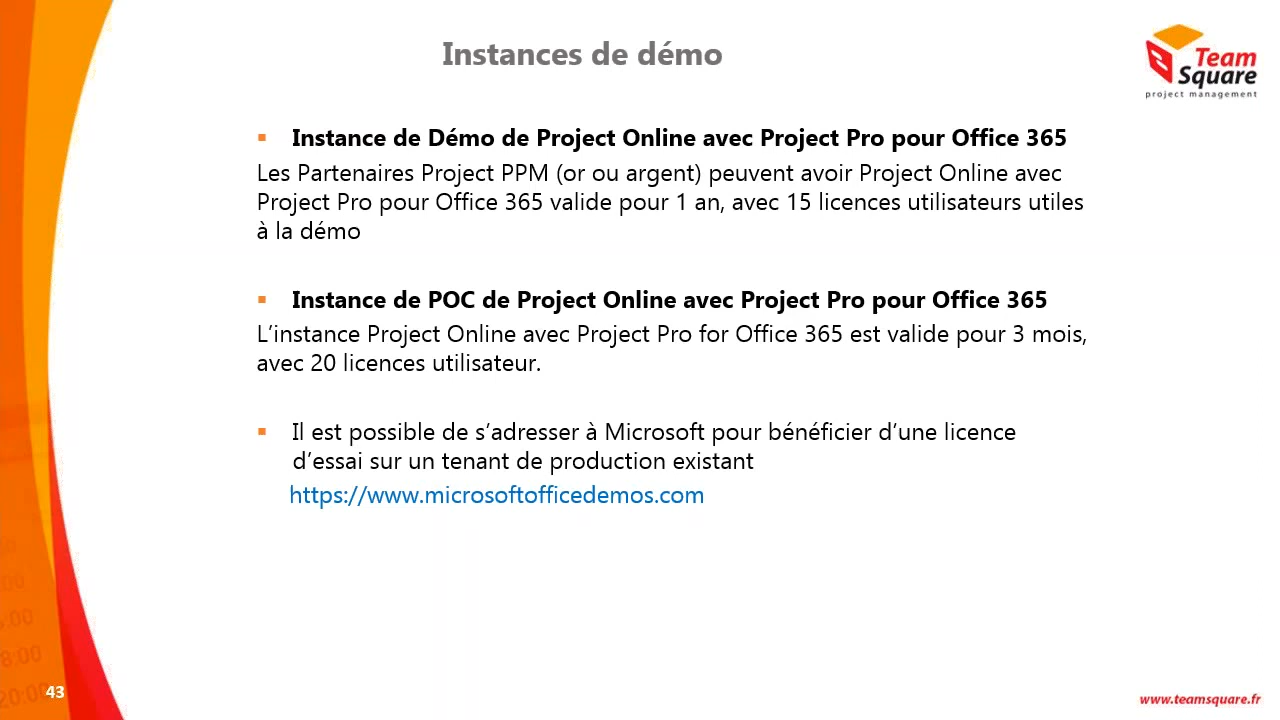 Instances de démo
Team
Square
project management
▪ Instance de Démo de Project Online avec Project Pro pour Office 365
Les Partenaires Project PPM (or ou argent) peuvent avoir Project Online avec
Project Pro pour Office 365 valide pour 1 an, avec 15 licences utilisateurs utiles
à la démo
▪ Instance de POC de Project Online avec Project Pro pour Office 365
L’instance Project Online avec Project Pro for Office 365 est valide pour 3 mois,
avec 20 licences utilisateur.
▪ Il est possible de s’adresser à Microsoft pour bénéficier d’une licence
d’essai sur un tenant de production existant
https://www.microsoftofficedemos.com
8:00
20:00
43
www.teamsquare.fr